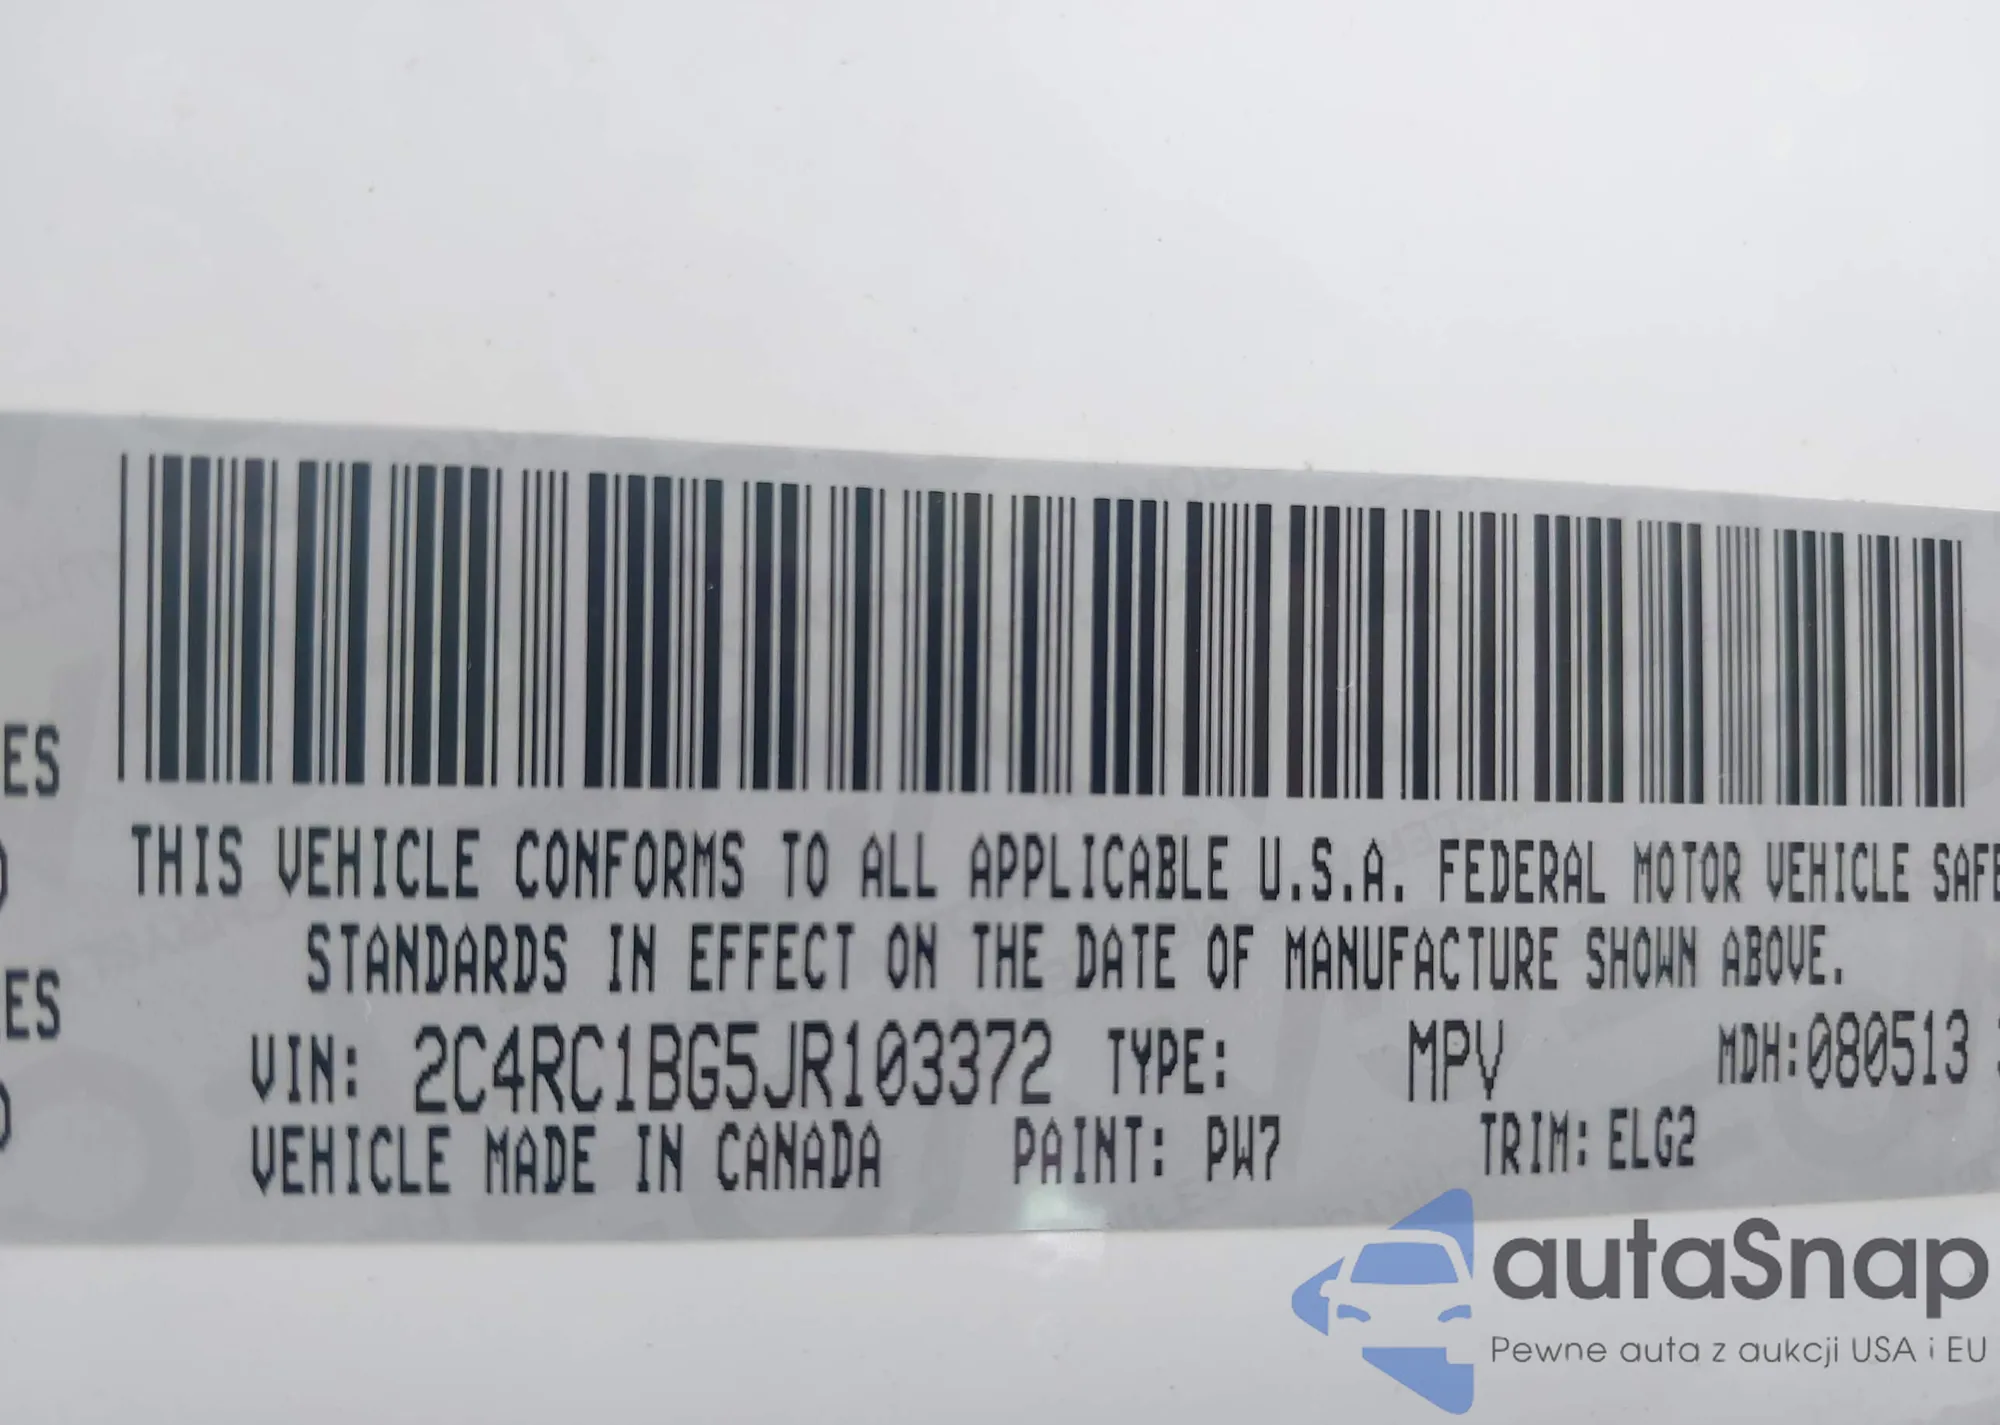 ES
THIS VEHICLE CONFORMS TO ALL APPLICABLE U.S.A. FEDERAL MOTOR VEHICLE SAFE
STANDARDS IN EFFECT ON THE DATE OF MANUFACTURE SHOWN ABOVE.
ES
VIN: 2C4RC1BG5JR103372 TYPE: MPV MDH:080513
VEHICLE MADE IN CANADA PAINT: PW7 TRIM: ELG2
autaSnap
Pewne auta z aukcji USA i EU